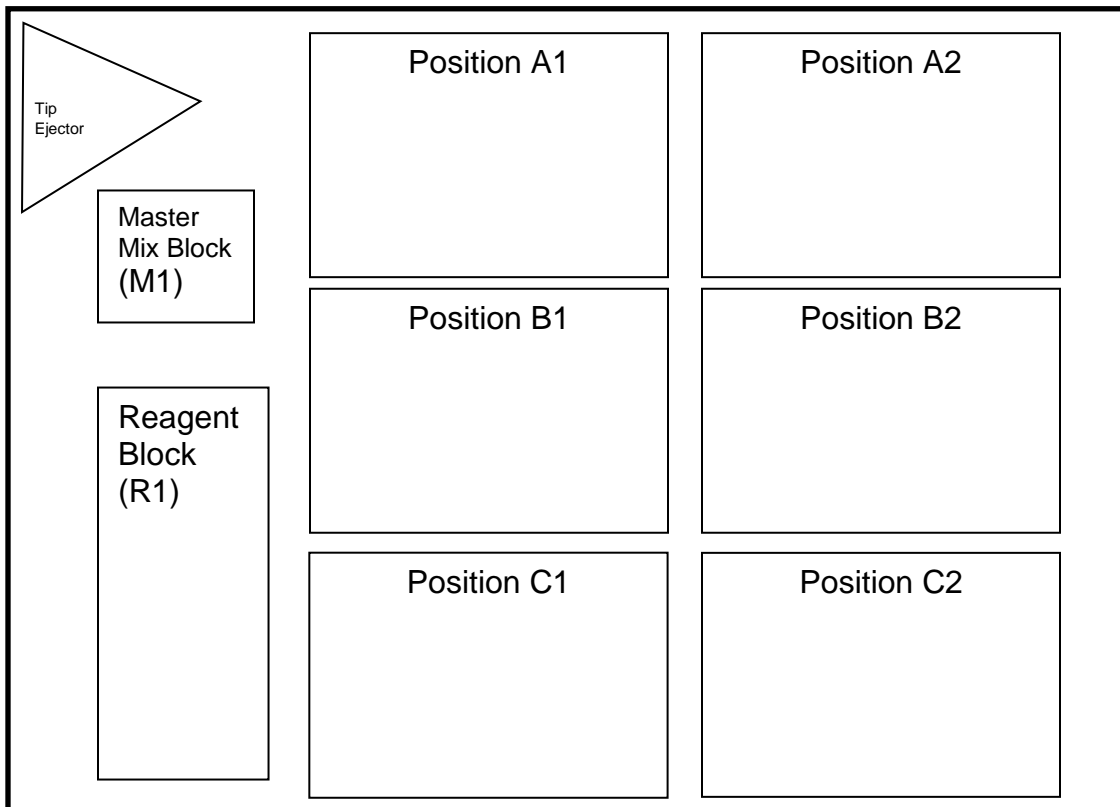 Tip
Ejector
Master
Mix Block
(M1)
Reagent
Block
(R1)
Position A1
Position A2
Position B1
Position B2
Position C1
Position C2